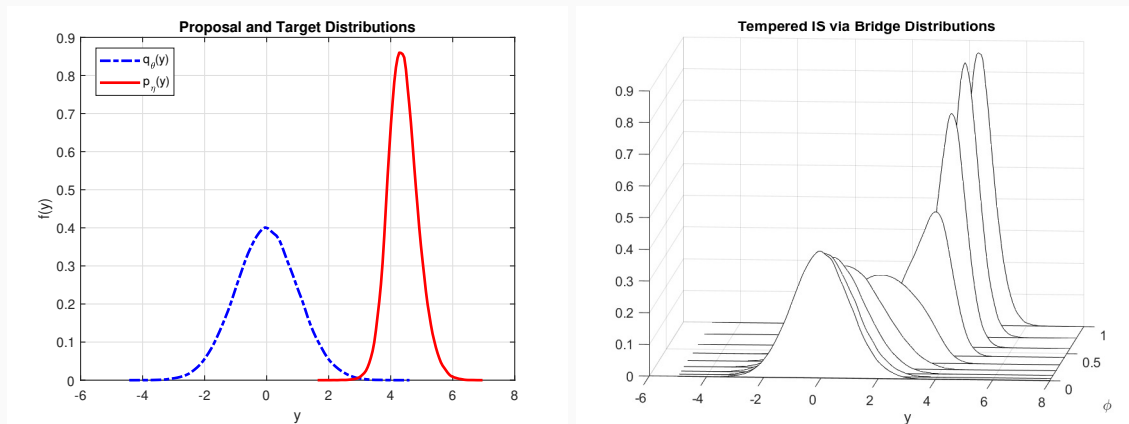 Proposal and Target Distributions
q_θ(y)
p_η(y)
0.9
0.8
0.7
0.6
0.5
0.4
0.3
0.2
0.1
0
f(y)
-6 -4 -2 0 2 4 6 8
y
Tempered IS via Bridge Distributions
0.9
0.8
0.7
0.6
0.5
0.4
0.3
0.2
0.1
0
-6 -4 -2 0 2 4 6 8
y
1
0.5
0
ϕ